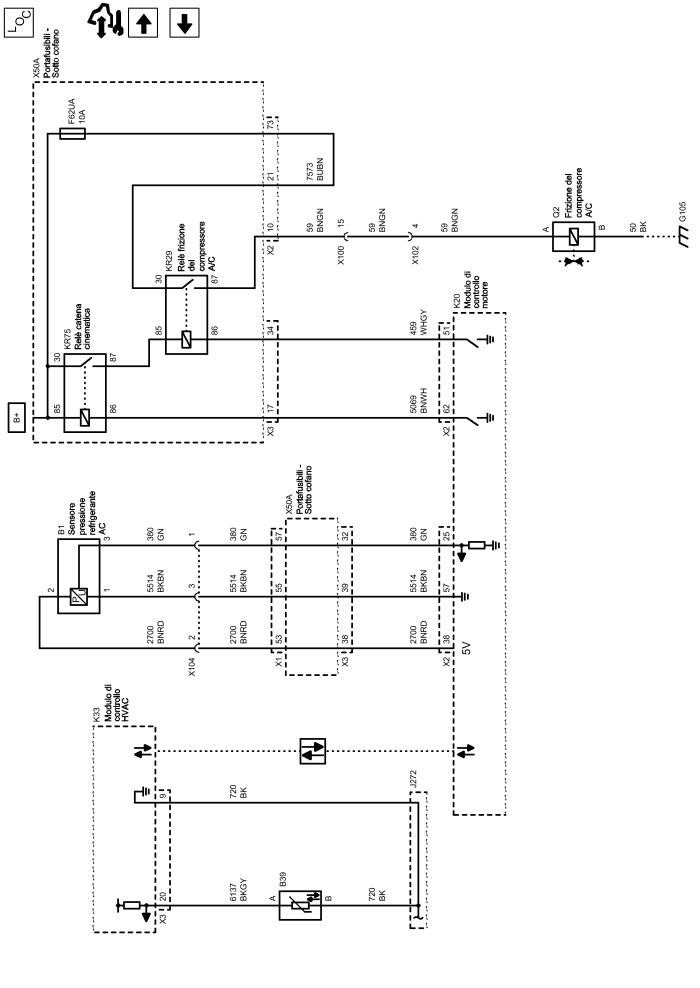 LOC
X50A
Portafusibili -
Sotto cofano
F62UA
10A
B+
KR75
Relè catena
cinematica
85
30
86
87
KR29
Relè frizione
del
compressore
A/C
85
30
86
87
73
21
10
X2
34
17
X3
7573
BUBN
59
BNGN
15
X100
59
BNGN
4
X102
59
BNGN
A
Q2
Frizione del
compressore
A/C
B
50
BK
G105
459
WHGY
51
5069
BNWH
62
X2
K20
Modulo di
controllo
motore
B1
Sensore
pressione
refrigerante
AC
P
U
2
1
3
380
GN
1
380
GN
57
5514
BKBN
3
5514
BKBN
55
2700
BNRD
2
X104
2700
BNRD
53
X1
X50A
Portafusibili -
Sotto cofano
32
39
38
X3
380
GN
25
5514
BKBN
57
2700
BNRD
38
X2
5V
K33
Modulo di
controllo
HVAC
9
20
X3
720
BK
6137
BKGY
A
B39
B
720
BK
J272